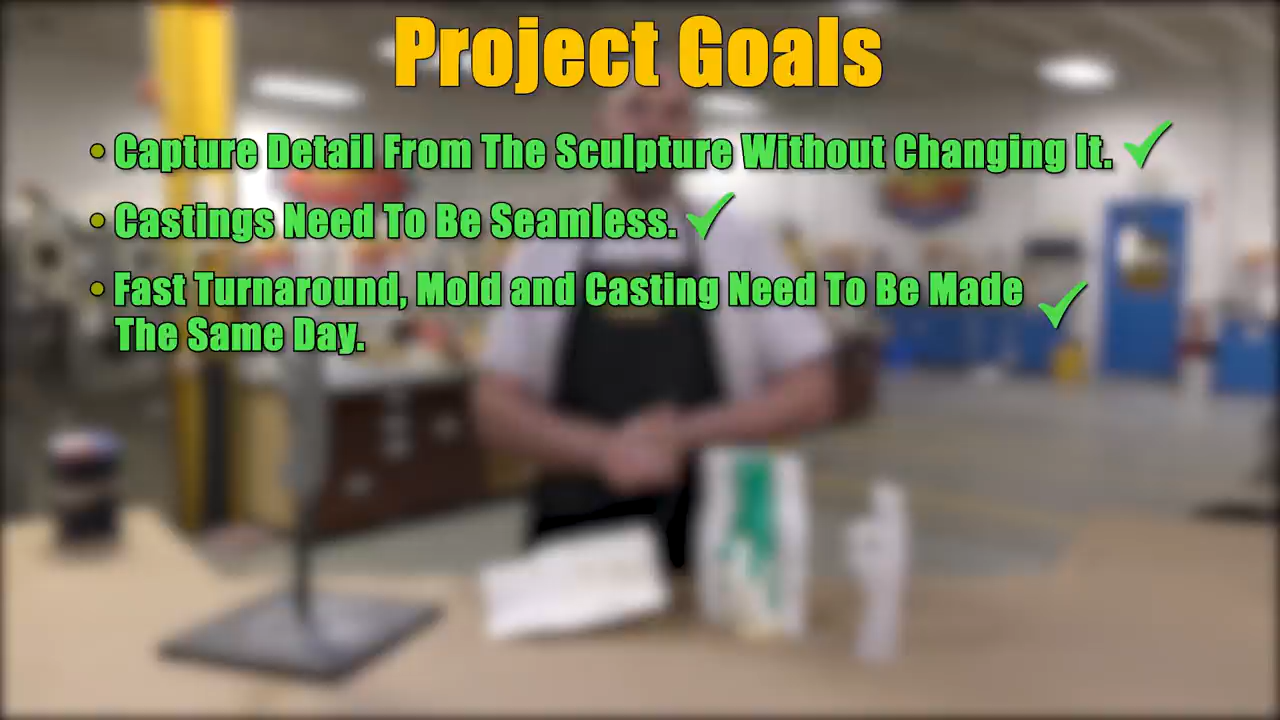 Project Goals
• Capture Detail From The Sculpture Without Changing It.
• Castings Need To Be Seamless.
• Fast Turnaround, Mold and Casting Need To Be Made
The Same Day.